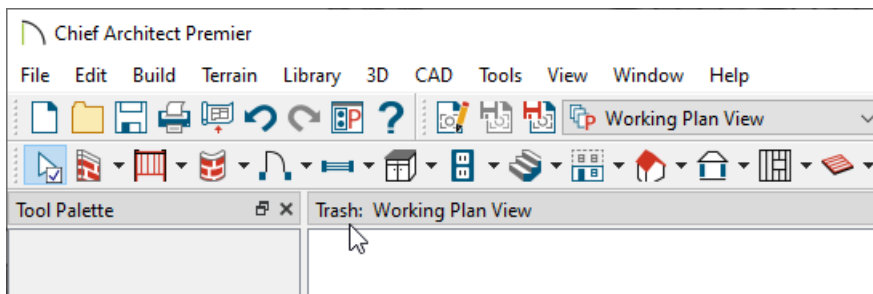 Chief Architect Premier
File Edit Build Terrain Library 3D CAD Tools View Window Help
P ? P Working Plan View
Tool Palette Trash: Working Plan View